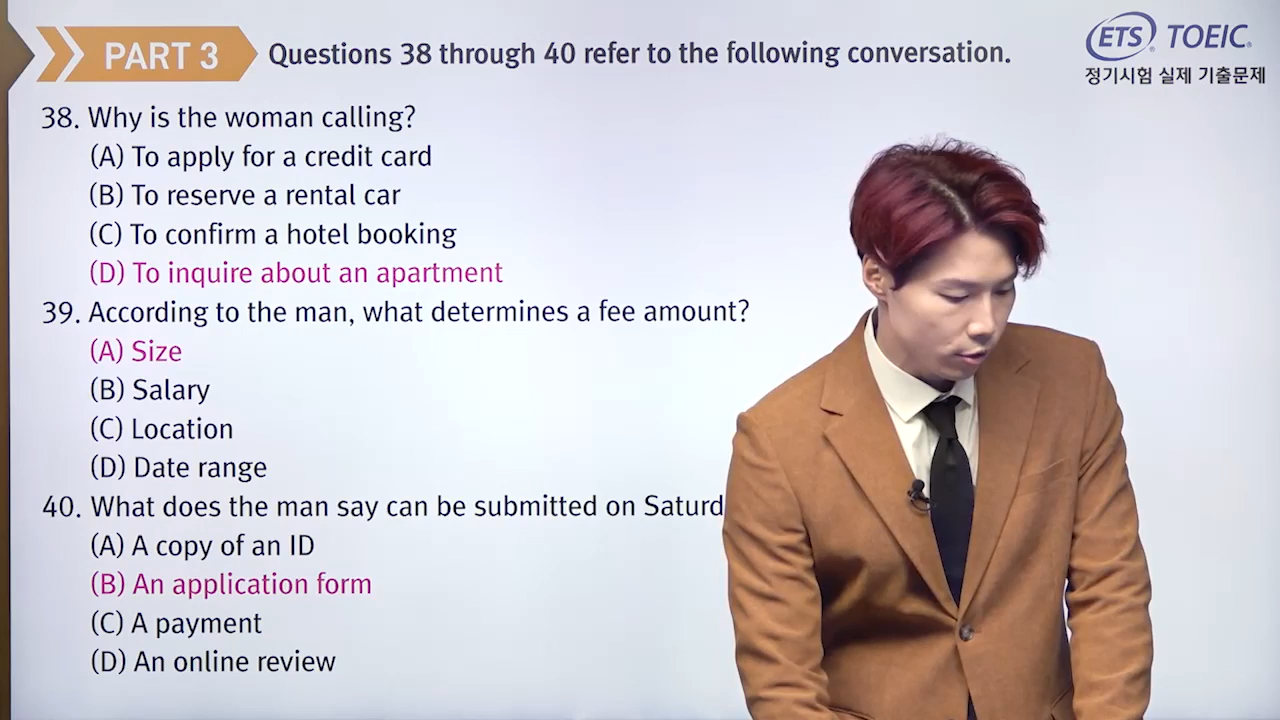 PART 3
Questions 38 through 40 refer to the following conversation.
ETS TOEIC
정기시험 실제 기출문제
38. Why is the woman calling?
(A) To apply for a credit card
(B) To reserve a rental car
(C) To confirm a hotel booking
(D) To inquire about an apartment
39. According to the man, what determines a fee amount?
(A) Size
(B) Salary
(C) Location
(D) Date range
40. What does the man say can be submitted on Saturd
(A) A copy of an ID
(B) An application form
(C) A payment
(D) An online review